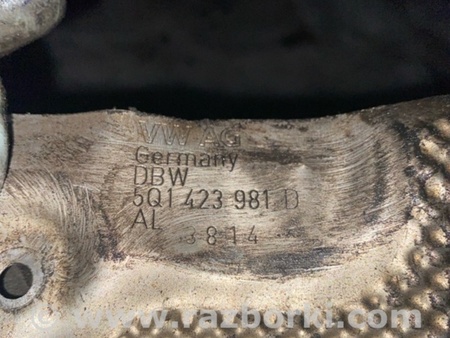 VW AG
Germany
DBW
5Q1 423 981 D
AL
3814
© www.razborki.com